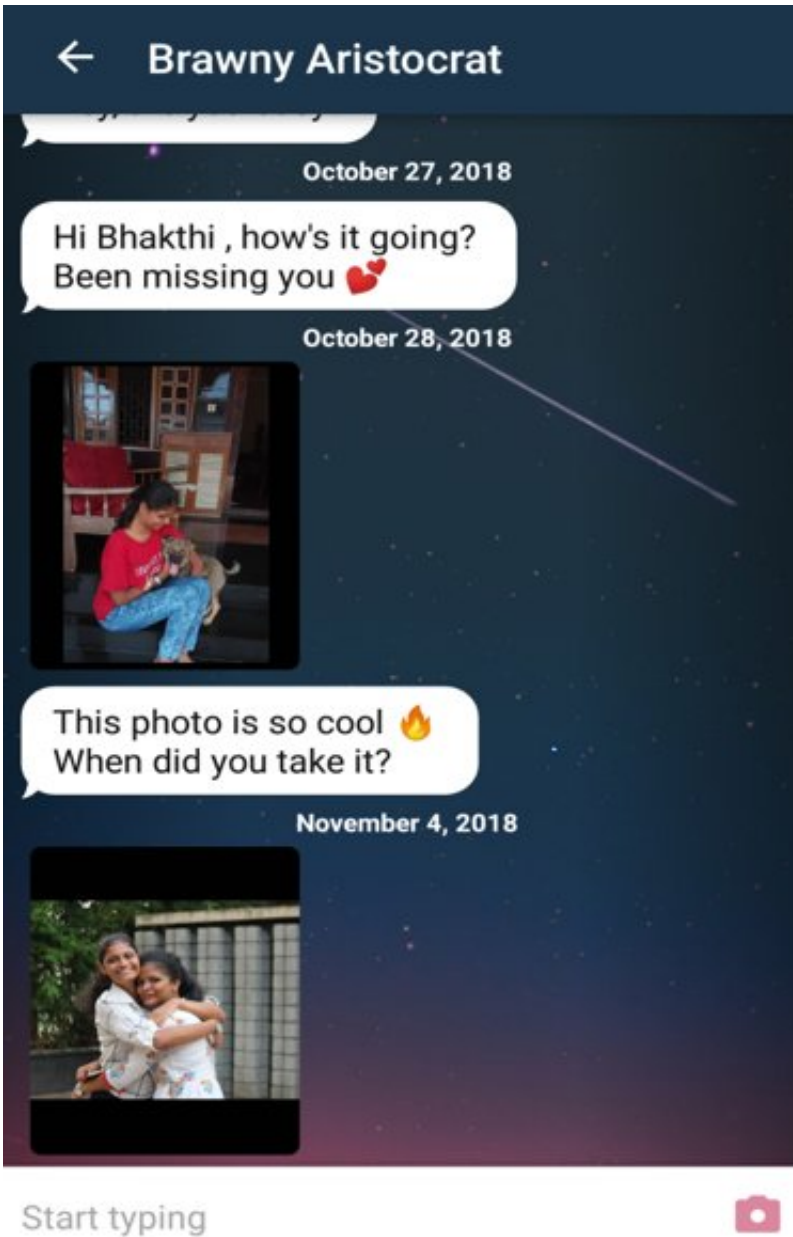 Brawny Aristocrat
October 27, 2018
Hi Bhakthi , how's it going?
Been missing you 💕
October 28, 2018
This photo is so cool 🔥
When did you take it?
November 4, 2018
Start typing